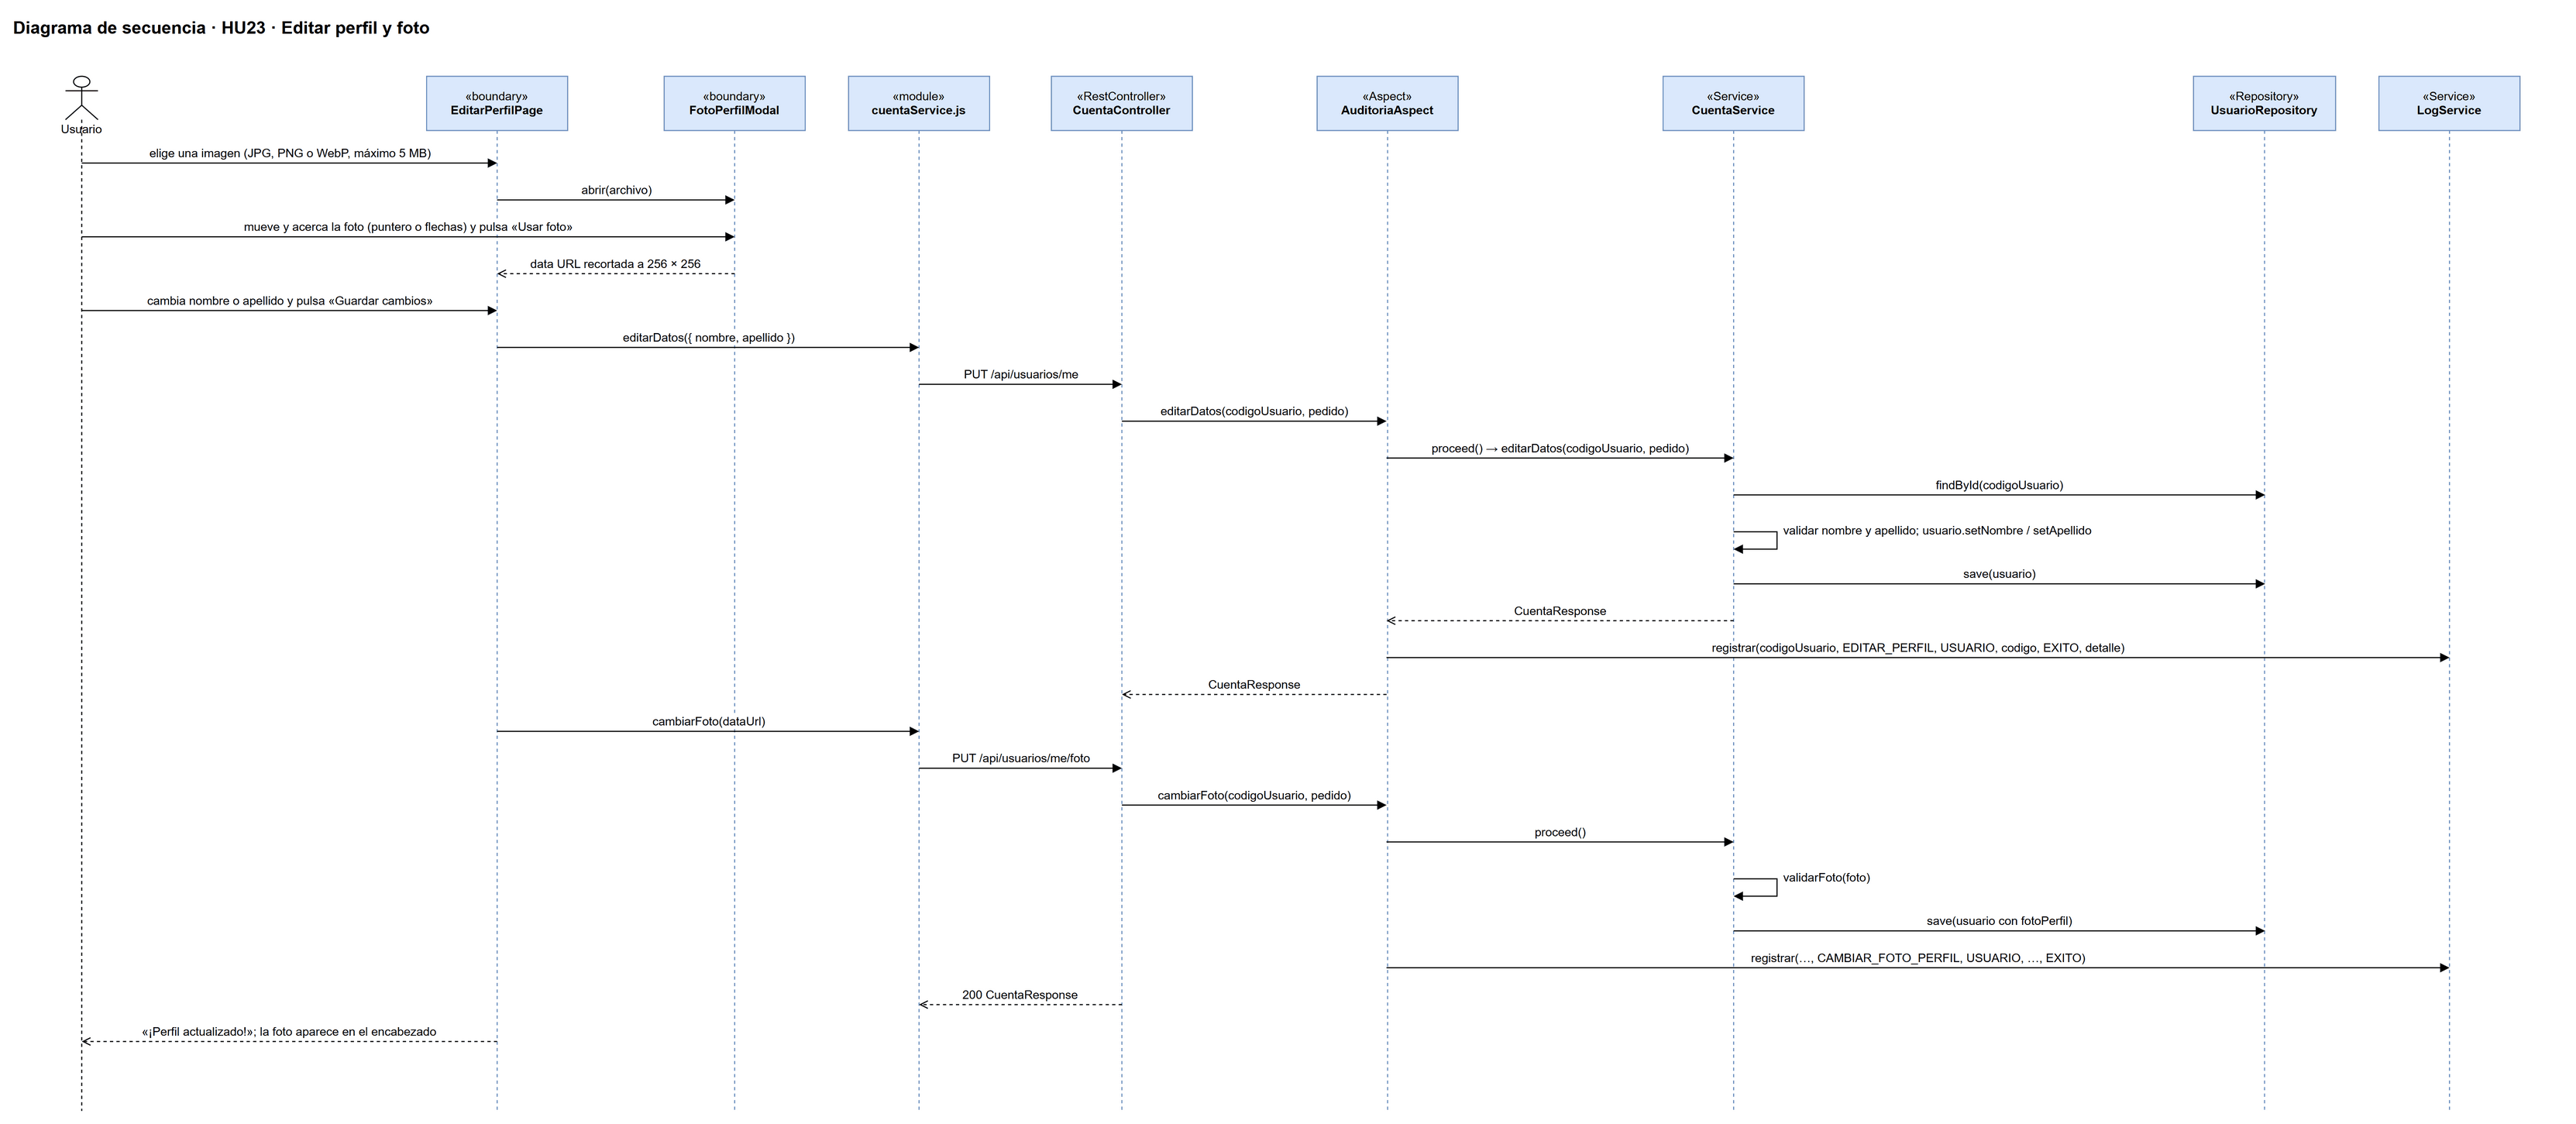 Diagrama de secuencia · HU23 · Editar perfil y foto
Usuario
«boundary»
EditarPerfilPage
«boundary»
FotoPerfilModal
«module»
cuentaService.js
«RestController»
CuentaController
«Aspect»
AuditoriaAspect
«Service»
CuentaService
«Repository»
UsuarioRepository
«Service»
LogService
elige una imagen (JPG, PNG o WebP, máximo 5 MB)
abrir(archivo)
mueve y acerca la foto (puntero o flechas) y pulsa «Usar foto»
data URL recortada a 256 × 256
cambia nombre o apellido y pulsa «Guardar cambios»
editarDatos({ nombre, apellido })
PUT /api/usuarios/me
editarDatos(codigoUsuario, pedido)
proceed() → editarDatos(codigoUsuario, pedido)
findById(codigoUsuario)
validar nombre y apellido; usuario.setNombre / setApellido
save(usuario)
CuentaResponse
registrar(codigoUsuario, EDITAR_PERFIL, USUARIO, codigo, EXITO, detalle)
CuentaResponse
cambiarFoto(dataUrl)
PUT /api/usuarios/me/foto
cambiarFoto(codigoUsuario, pedido)
proceed()
validarFoto(foto)
save(usuario con fotoPerfil)
registrar(…, CAMBIAR_FOTO_PERFIL, USUARIO, …, EXITO)
200 CuentaResponse
«¡Perfil actualizado!»; la foto aparece en el encabezado